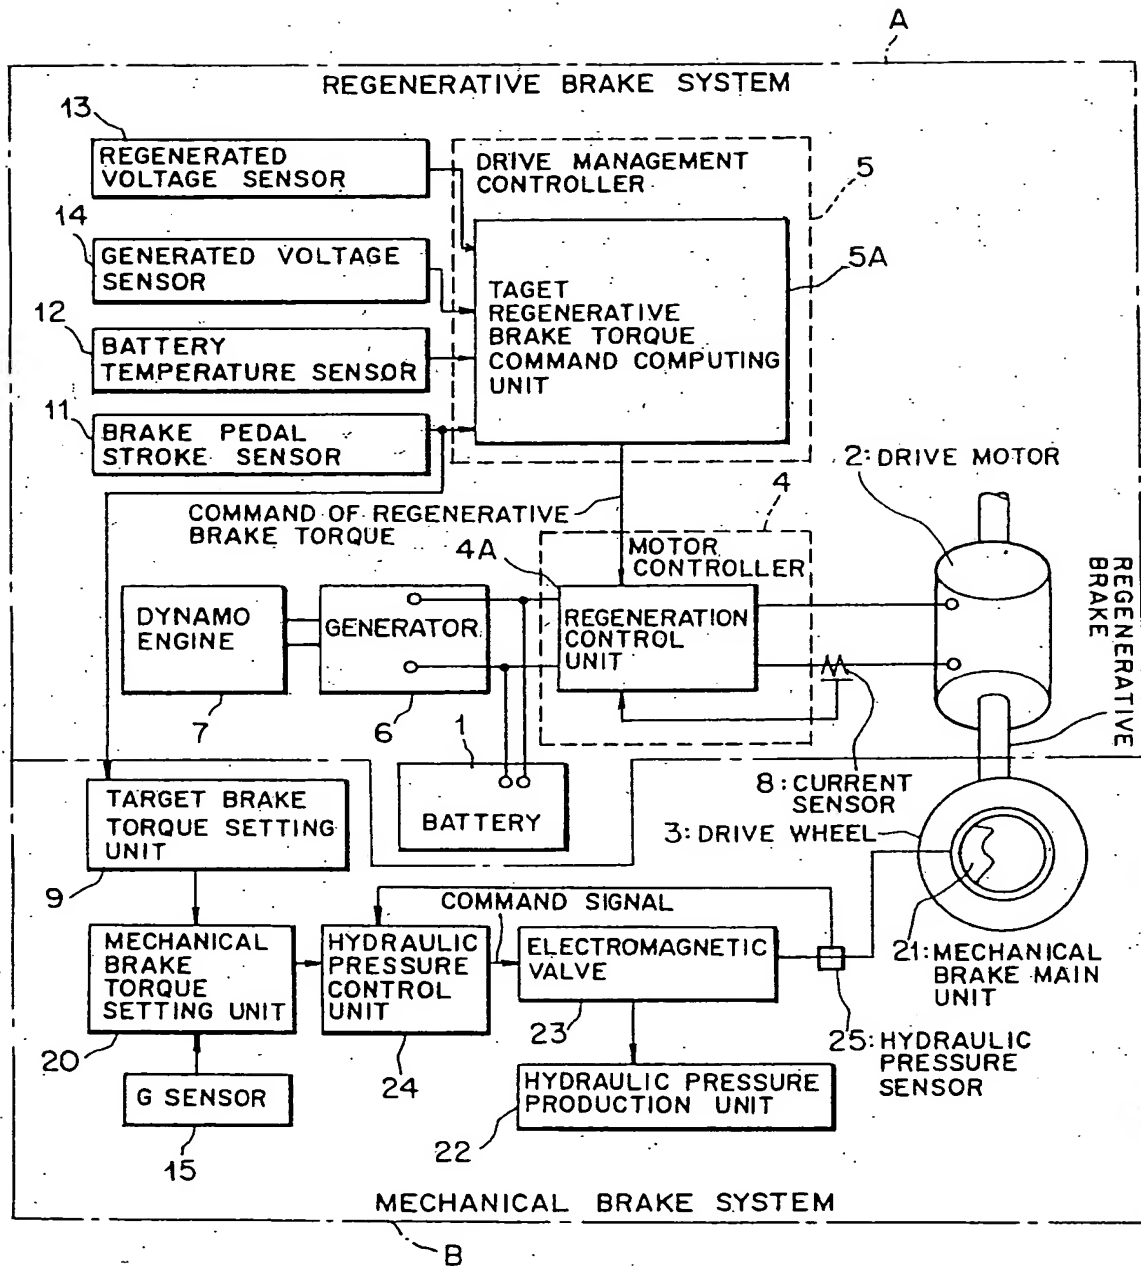 A
REGENERATIVE BRAKE SYSTEM
13
REGENERATED
VOLTAGE SENSOR
DRIVE MANAGEMENT
CONTROLLER
5
14
GENERATED VOLTAGE
SENSOR
5A
TAGET
REGENERATIVE
BRAKE TORQUE
COMMAND COMPUTING
UNIT
12
BATTERY
TEMPERATURE SENSOR
11
BRAKE PEDAL
STROKE SENSOR
2: DRIVE MOTOR
COMMAND OF REGENERATIVE
BRAKE TORQUE
4
4A
MOTOR
CONTROLLER
REGENERATIVE
BRAKE
DYNAMO
ENGINE
GENERATOR
REGENERATION
CONTROL
UNIT
7
6
1
BATTERY
8: CURRENT
SENSOR
3: DRIVE WHEEL
TARGET BRAKE
TORQUE SETTING
UNIT
9
COMMAND SIGNAL
MECHANICAL
BRAKE
TORQUE
SETTING UNIT
HYDRAULIC
PRESSURE
CONTROL
UNIT
ELECTROMAGNETIC
VALVE
21: MECHANICAL
BRAKE MAIN
UNIT
20
24
23
25: HYDRAULIC
PRESSURE
SENSOR
G SENSOR
HYDRAULIC PRESSURE
PRODUCTION UNIT
15
22
MECHANICAL BRAKE SYSTEM
B